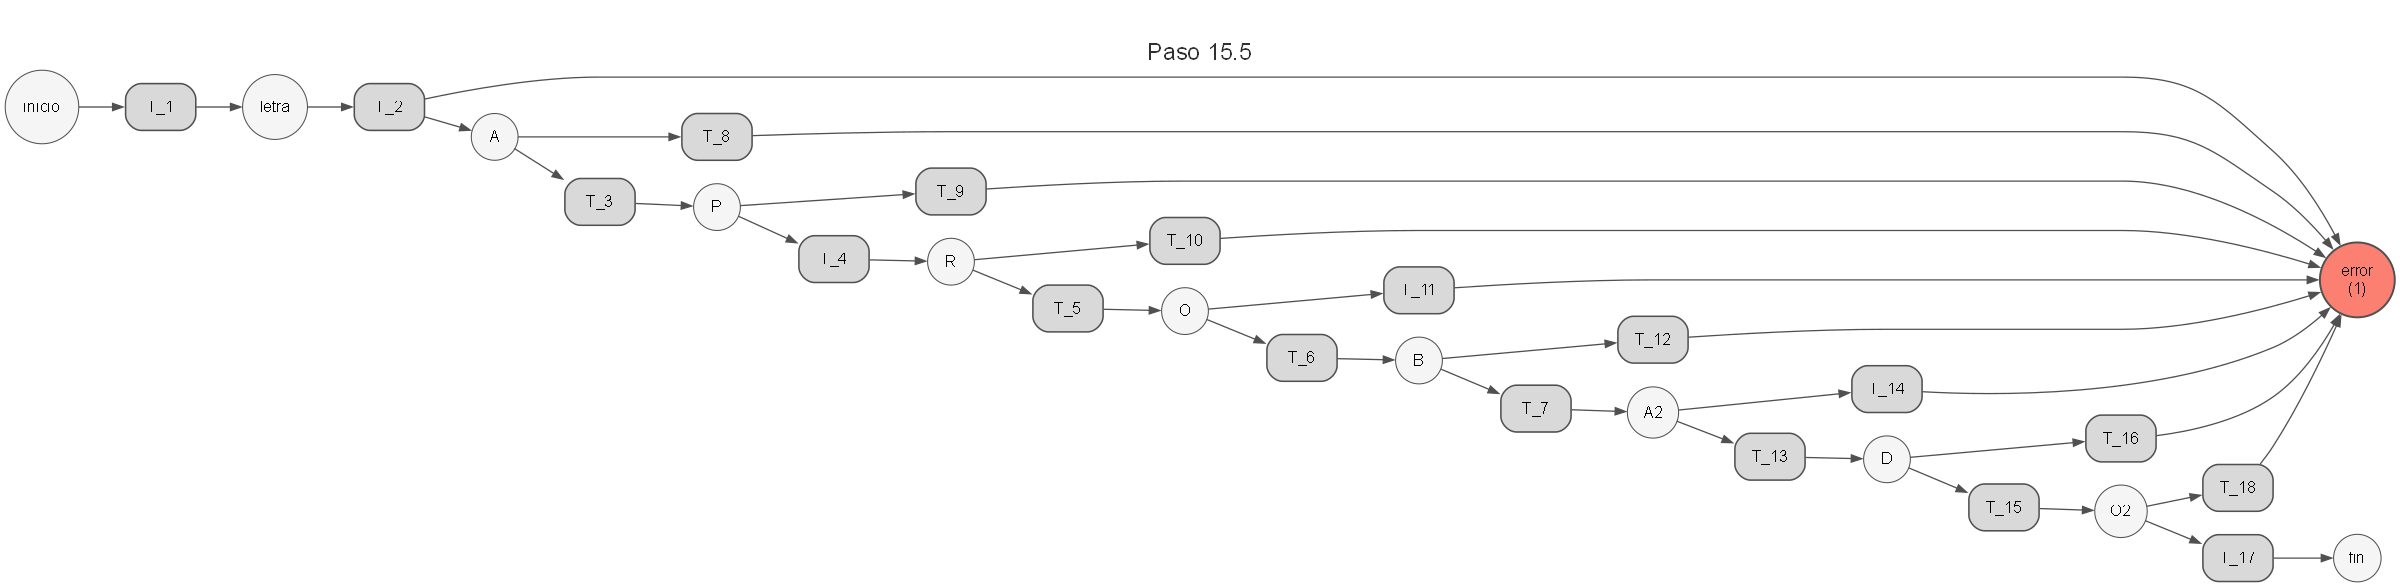 Paso 15.5
inicio
T_1
letra
T_2
A
T_8
T_3
P
T_9
T_4
R
T_10
T_5
O
T_11
error
(1)
T_6
B
T_12
T_7
A2
T_14
T_13
D
T_16
T_15
O2
T_18
T_17
fin